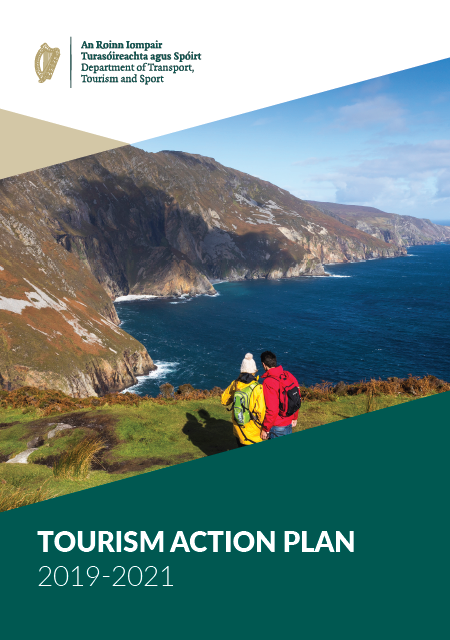 An Roinn Iompair
Turasóireachta agus Spóirt
Department of Transport,
Tourism and Sport
TOURISM ACTION PLAN
2019-2021